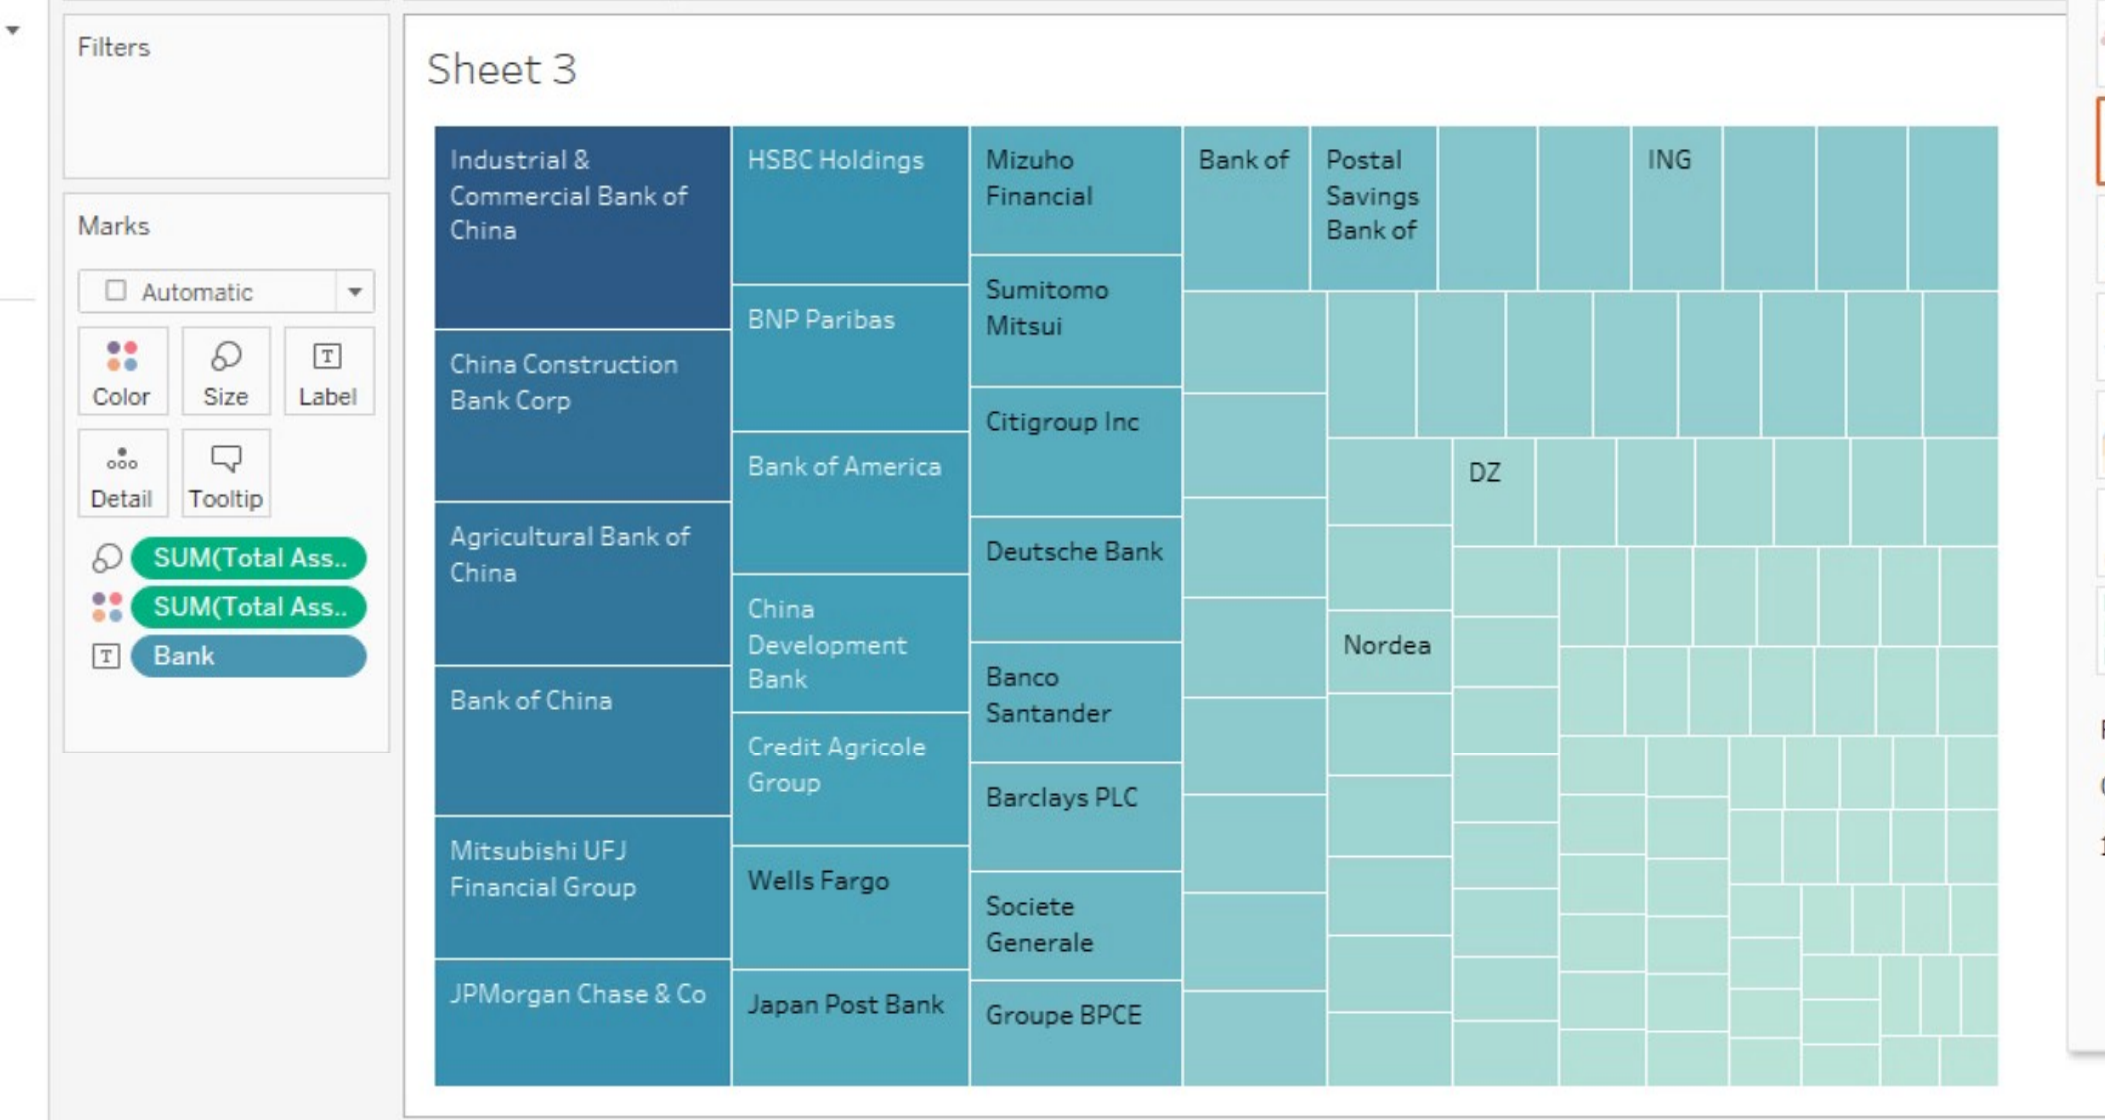 Filters
Marks
Automatic
Color
Size
Label
Detail
Tooltip
SUM(Total Ass..
SUM(Total Ass..
Bank
Sheet 3
Industrial &
Commercial Bank of
China
China Construction
Bank Corp
Agricultural Bank of
China
Bank of China
Mitsubishi UFJ
Financial Group
JPMorgan Chase & Co
HSBC Holdings
BNP Paribas
Bank of America
China
Development
Bank
Credit Agricole
Group
Wells Fargo
Japan Post Bank
Mizuho
Financial
Sumitomo
Mitsui
Citigroup Inc
Deutsche Bank
Banco
Santander
Barclays PLC
Societe
Generale
Groupe BPCE
Bank of
Postal
Savings
Bank of
ING
DZ
Nordea